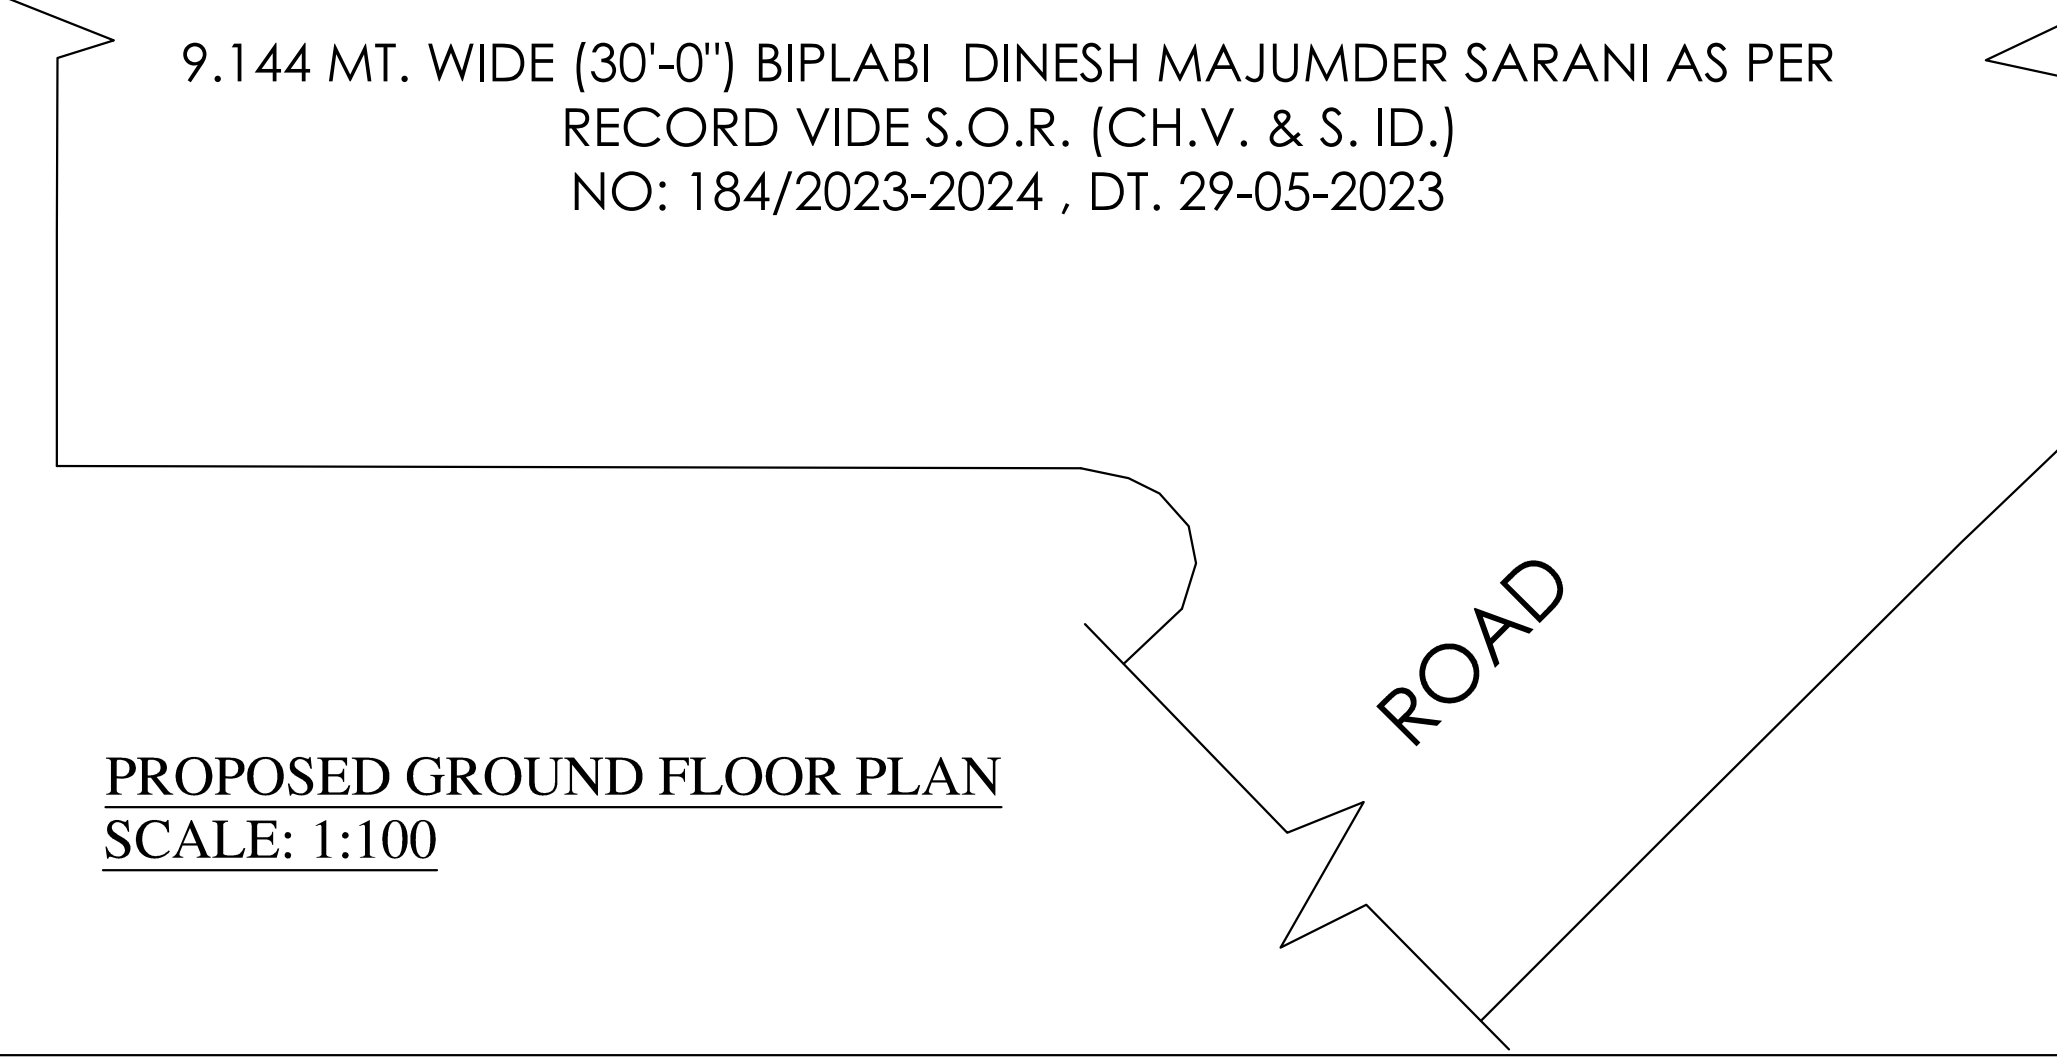 9.144 MT. WIDE (30'-0") BIPLABI DINESH MAJUMDER SARANI AS PER
RECORD VIDE S.O.R. (CH.V. & S. ID.)
NO: 184/2023-2024 , DT. 29-05-2023
ROAD
PROPOSED GROUND FLOOR PLAN
SCALE: 1:100